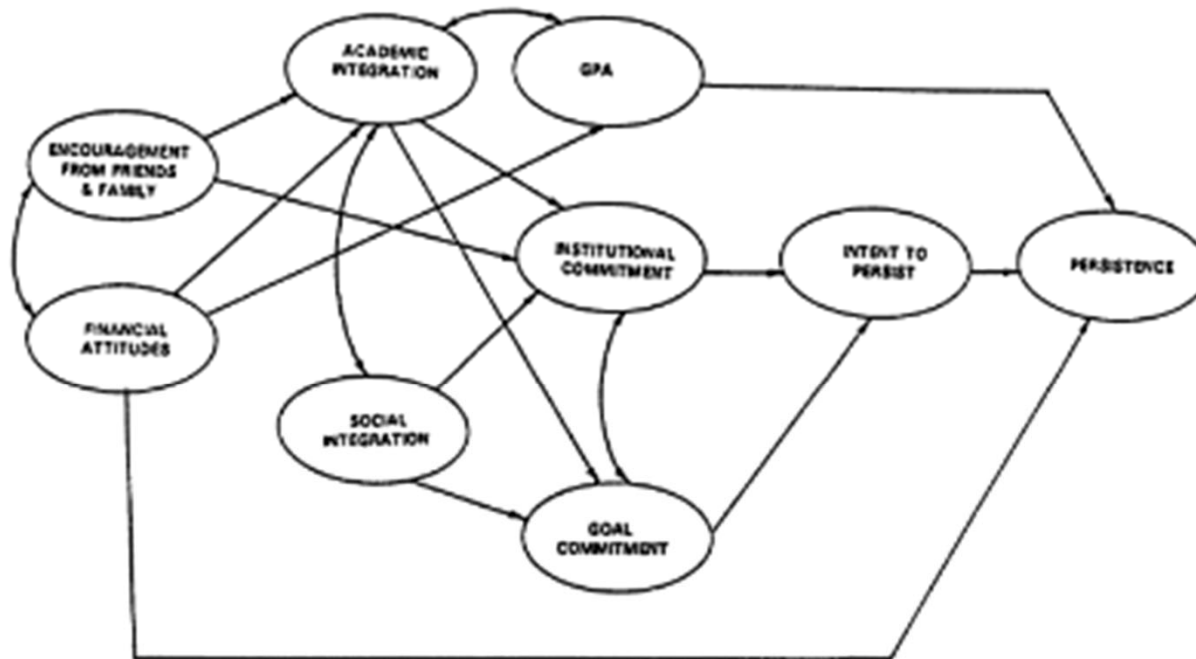 ACADEMIC
INTEGRATION
GPA
ENCOURAGEMENT
FROM FRIENDS
& FAMILY
INSTITUTIONAL
COMMITMENT
INTENT TO
PERSIST
PERSISTENCE
FINANCIAL
ATTITUDES
SOCIAL
INTEGRATION
GOAL
COMMITMENT